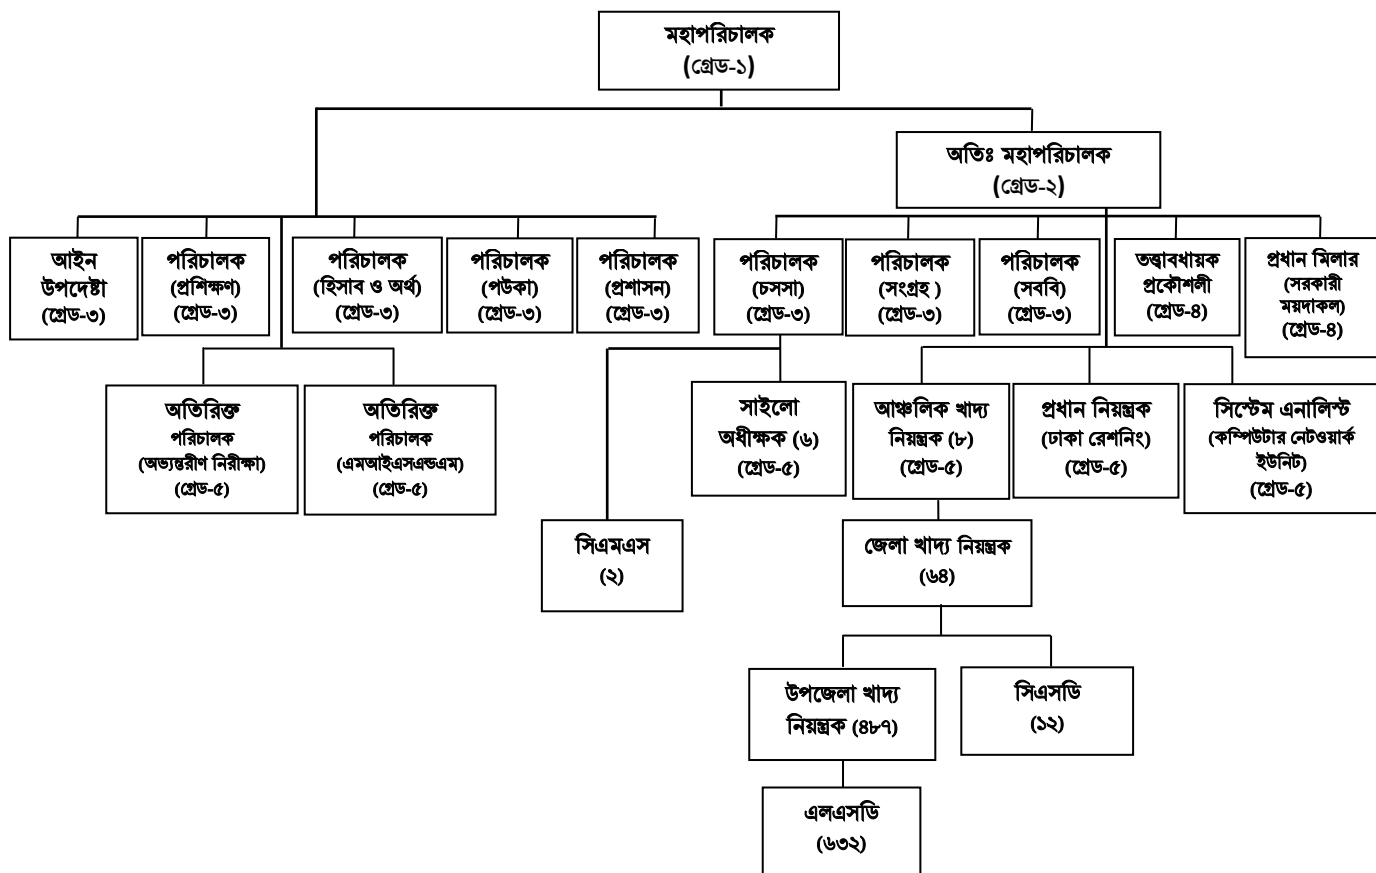 মহাপরিচালক
(গ্রেড-১)
অতিঃ মহাপরিচালক
(গ্রেড-২)
আইন
উপদেষ্টা
(গ্রেড-৩)
পরিচালক
(প্রশিক্ষণ)
(গ্রেড-৩)
পরিচালক
(হিসাব ও অর্থ)
(গ্রেড-৩)
পরিচালক
(পউকা)
(গ্রেড-৩)
পরিচালক
(প্রশাসন)
(গ্রেড-৩)
পরিচালক
(চসসা)
(গ্রেড-৩)
পরিচালক
(সংগ্রহ )
(গ্রেড-৩)
পরিচালক
(সববি)
(গ্রেড-৩)
তত্ত্বাবধায়ক
প্রকৌশলী
(গ্রেড-৪)
প্রধান মিলার
(সরকারী
ময়দাকল)
(গ্রেড-৪)
অতিরিক্ত
পরিচালক
(অভ্যন্তরীণ নিরীক্ষা)
(গ্রেড-৫)
অতিরিক্ত
পরিচালক
(এমআইএসএন্ডএম)
(গ্রেড-৫)
সাইলো
অধীক্ষক (৬)
(গ্রেড-৫)
আঞ্চলিক খাদ্য
নিয়ন্ত্রক (৮)
(গ্রেড-৫)
প্রধান নিয়ন্ত্রক
(ঢাকা রেশনিং)
(গ্রেড-৫)
সিস্টেম এনালিস্ট
(কম্পিউটার নেটওয়ার্ক
ইউনিট)
(গ্রেড-৫)
সিএমএস
(২)
জেলা খাদ্য নিয়ন্ত্রক
(৬৪)
উপজেলা খাদ্য
নিয়ন্ত্রক (৪৮৭)
সিএসডি
(১২)
এলএসডি
(৬৩২)